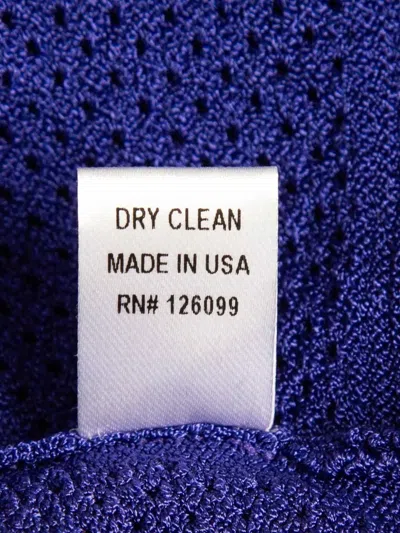 DRY CLEAN
MADE IN USA
RN# 126099